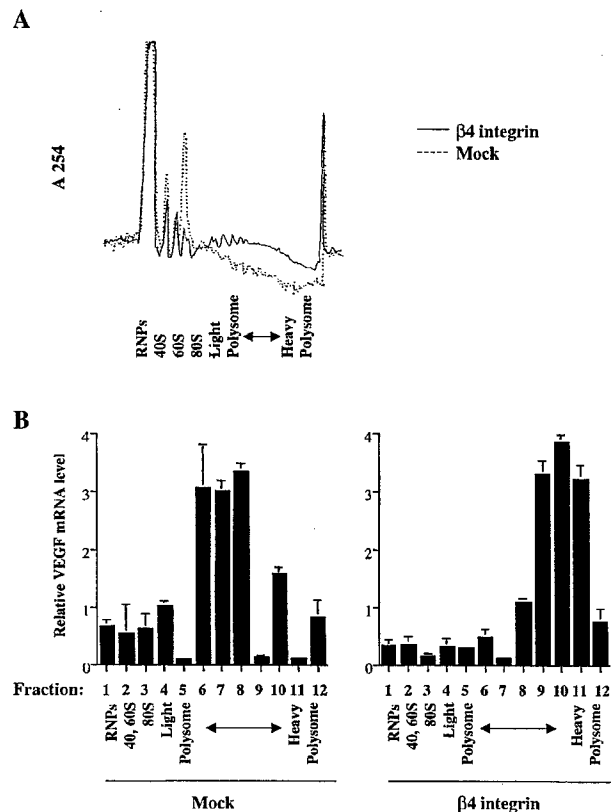 A
A 254
β4 integrin
Mock
RNPs
40S
60S
80S
Light
Polysome
Heavy
Polysome
B
Relative VEGF mRNA level
4
3
2
1
0
4
3
2
1
0
Fraction: 1 2 3 4 5 6 7 8 9 10 11 12
1 2 3 4 5 6 7 8 9 10 11 12
RNPs
40, 60S
80S
Light
Polysome
Heavy
Polysome
RNPs
40, 60S
80S
Light
Polysome
Heavy
Polysome
Mock
β4 integrin